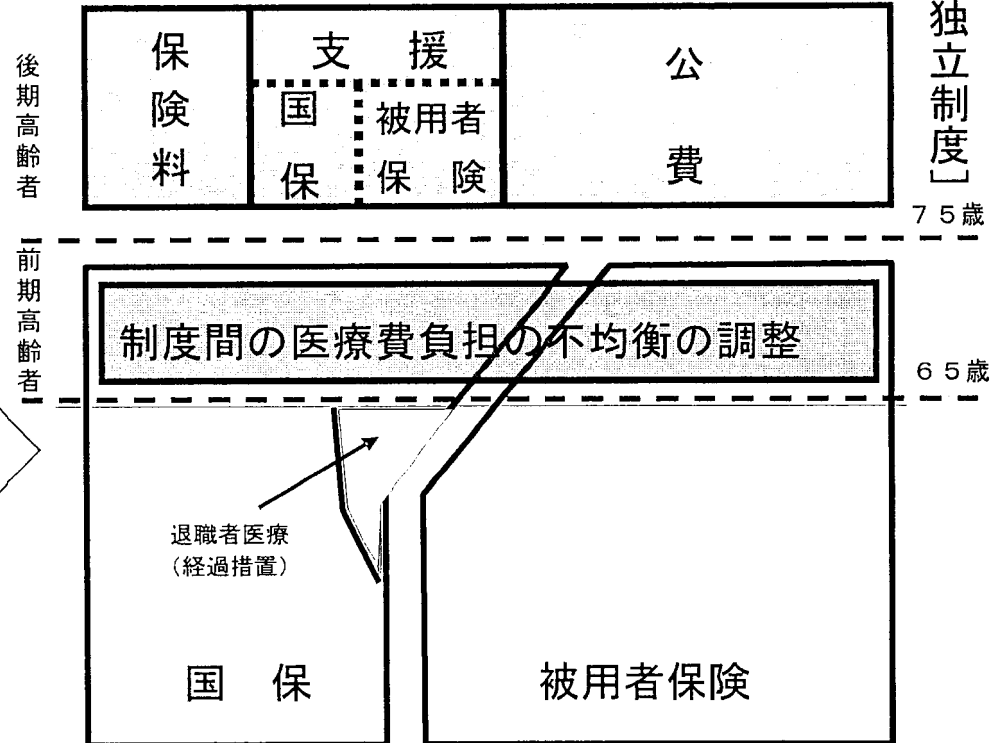 後期高齢者
保険料
支援
国保
被用者
保険
公費
独立制度］
７５歳
前期高齢者
制度間の医療費負担の不均衡の調整
６５歳
退職者医療
（経過措置）
国保
被用者保険